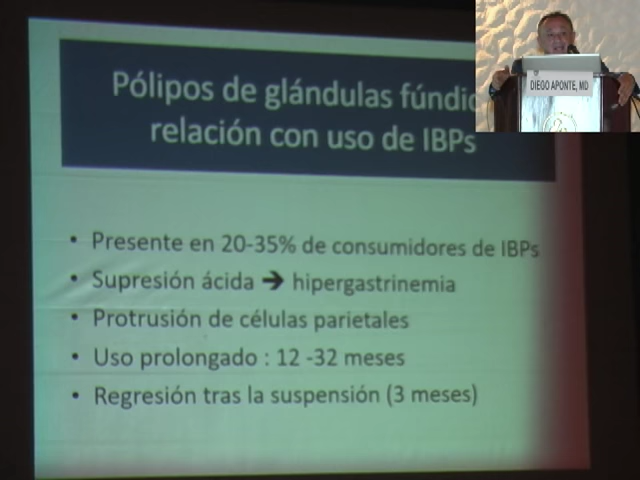 Pólipos de glándulas
relación con uso de IBPs
• Presente en 20-35% de consumidores de IBPs
• Supresión ácida ➔ hipergastrinemia
• Protrusión de células parietales
• Uso prolongado : 12 -32 meses
• Regresión tras la suspensión (3 meses)
DIEGO APONTE, MD